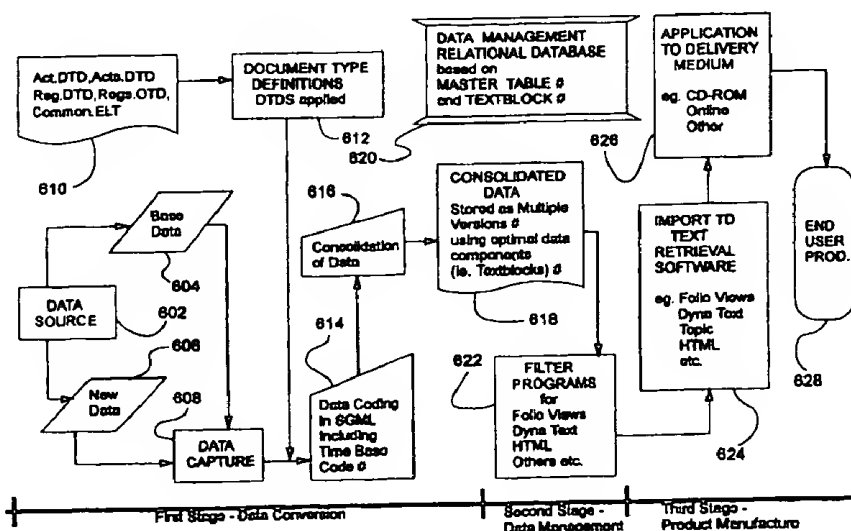 Act.DTD,Acts.DTD
Reg.DTD,Regs.DTD,
Common.ELT
610
DOCUMENT TYPE
DEFINITIONS
DTDS applied
612
DATA MANAGEMENT
RELATIONAL DATABASE
based on
MASTER TABLE #
and TEXTBLOCK #
620
APPLICATION
TO DELIVERY
MEDIUM
eg. CD-ROM
Online
Other
626
Base
Data
604
DATA
SOURCE
602
606
New
Data
608
DATA
CAPTURE
614
Data Coding
in SGML
Including
Time Base
Code #
616
Consolidation
of Data
CONSOLIDATED
DATA
Stored as Multiple
Versions #
using optimal data
components
(ie. Textblocks) #
618
622
FILTER
PROGRAMS
for
Folio Views
Dyna Text
HTML
Others etc.
IMPORT TO
TEXT
RETRIEVAL
SOFTWARE
eg. Folio Views
Dyna Text
Topic
HTML
etc.
624
END
USER
PROD.
628
First Stage - Data Conversion
Second Stage -
Data Management
Third Stage -
Product Manufacture